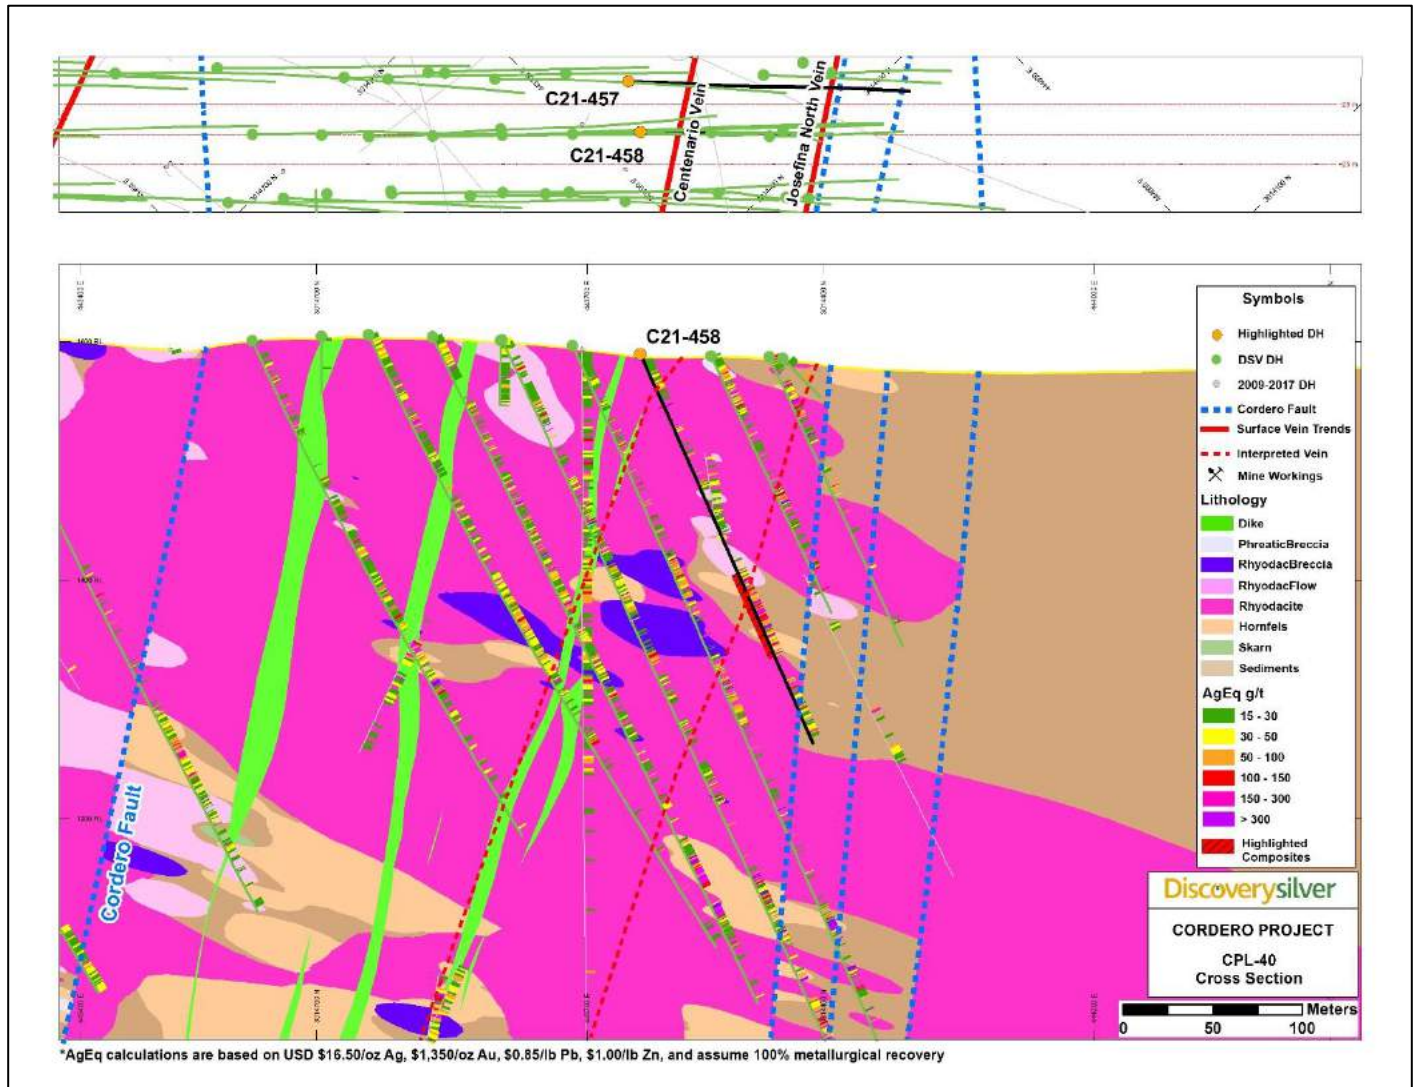 C21-457
C21-458
Centenario Vein
Josefina North Vein
3014700 N
3014100 N
C21-458
Symbols
Highlighted DH
DSV DH
2009-2017 DH
Cordero Fault
Surface Vein Trends
Interpreted Vein
Mine Workings
Lithology
Dike
PhreaticBreccia
RhyodacBreccia
RhyodacFlow
Rhyodacite
Hornfels
Skarn
Sediments
AgEq g/t
15 - 30
30 - 50
50 - 100
100 - 150
150 - 300
> 300
Highlighted
Composites
Cordero Fault
Discoverysilver
CORDERO PROJECT
CPL-40
Cross Section
Meters
0 50 100
*AgEq calculations are based on USD $16.50/oz Ag, $1,350/oz Au, $0.85/lb Pb, $1.00/lb Zn, and assume 100% metallurgical recovery